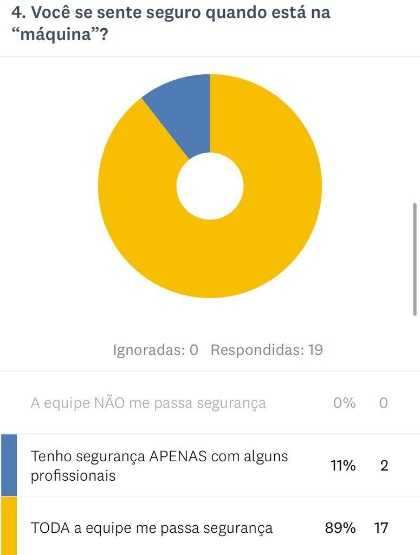 4. Você se sente seguro quando está na
“máquina”?
Ignoradas: 0 Respondidas: 19
A equipe NÃO me passa segurança 0% 0
Tenho segurança APENAS com alguns
profissionais 11% 2
TODA a equipe me passa segurança 89% 17